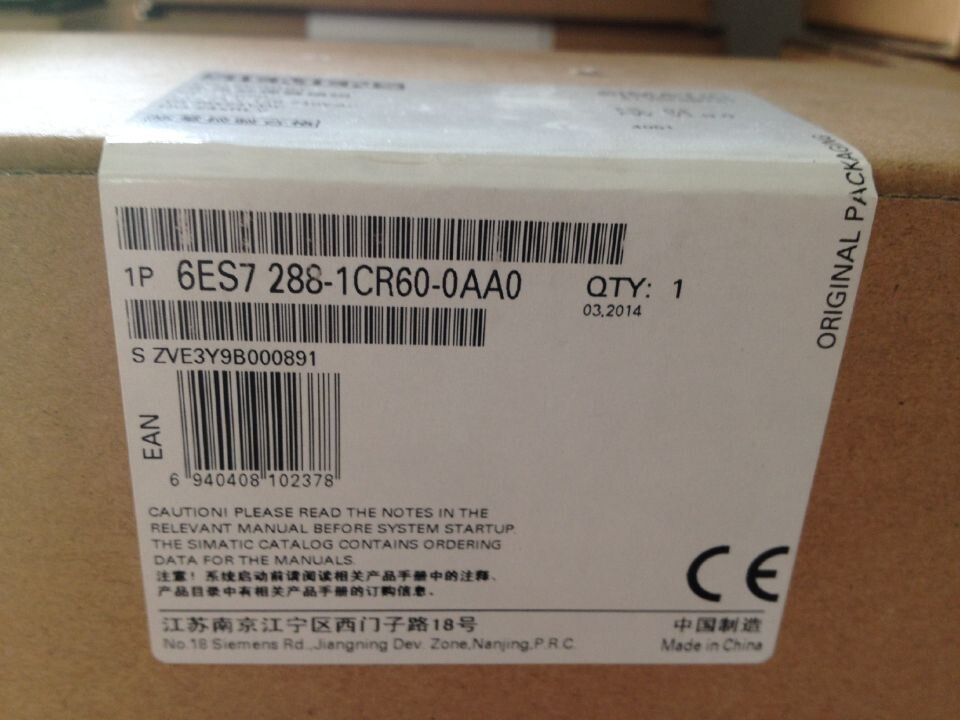 1P 6ES7 288-1CR60-0AA0
QTY: 1
03.2014
S ZVE3Y9B000891
EAN
6 940408 102378
CAUTION! PLEASE READ THE NOTES IN THE
RELEVANT MANUAL BEFORE SYSTEM STARTUP.
THE SIMATIC CATALOG CONTAINS ORDERING
DATA FOR THE MANUALS.
注意！系统启动前请阅读相关产品手册中的注释.
产品目录中有相关产品手册的订购信息.
CE
江苏南京江宁区西门子路18号
中国制造
No.18 Siemens Rd.,Jiangning Dev. Zone,Nanjing,P.R.C.
Made in China
ORIGINAL PACKAGING